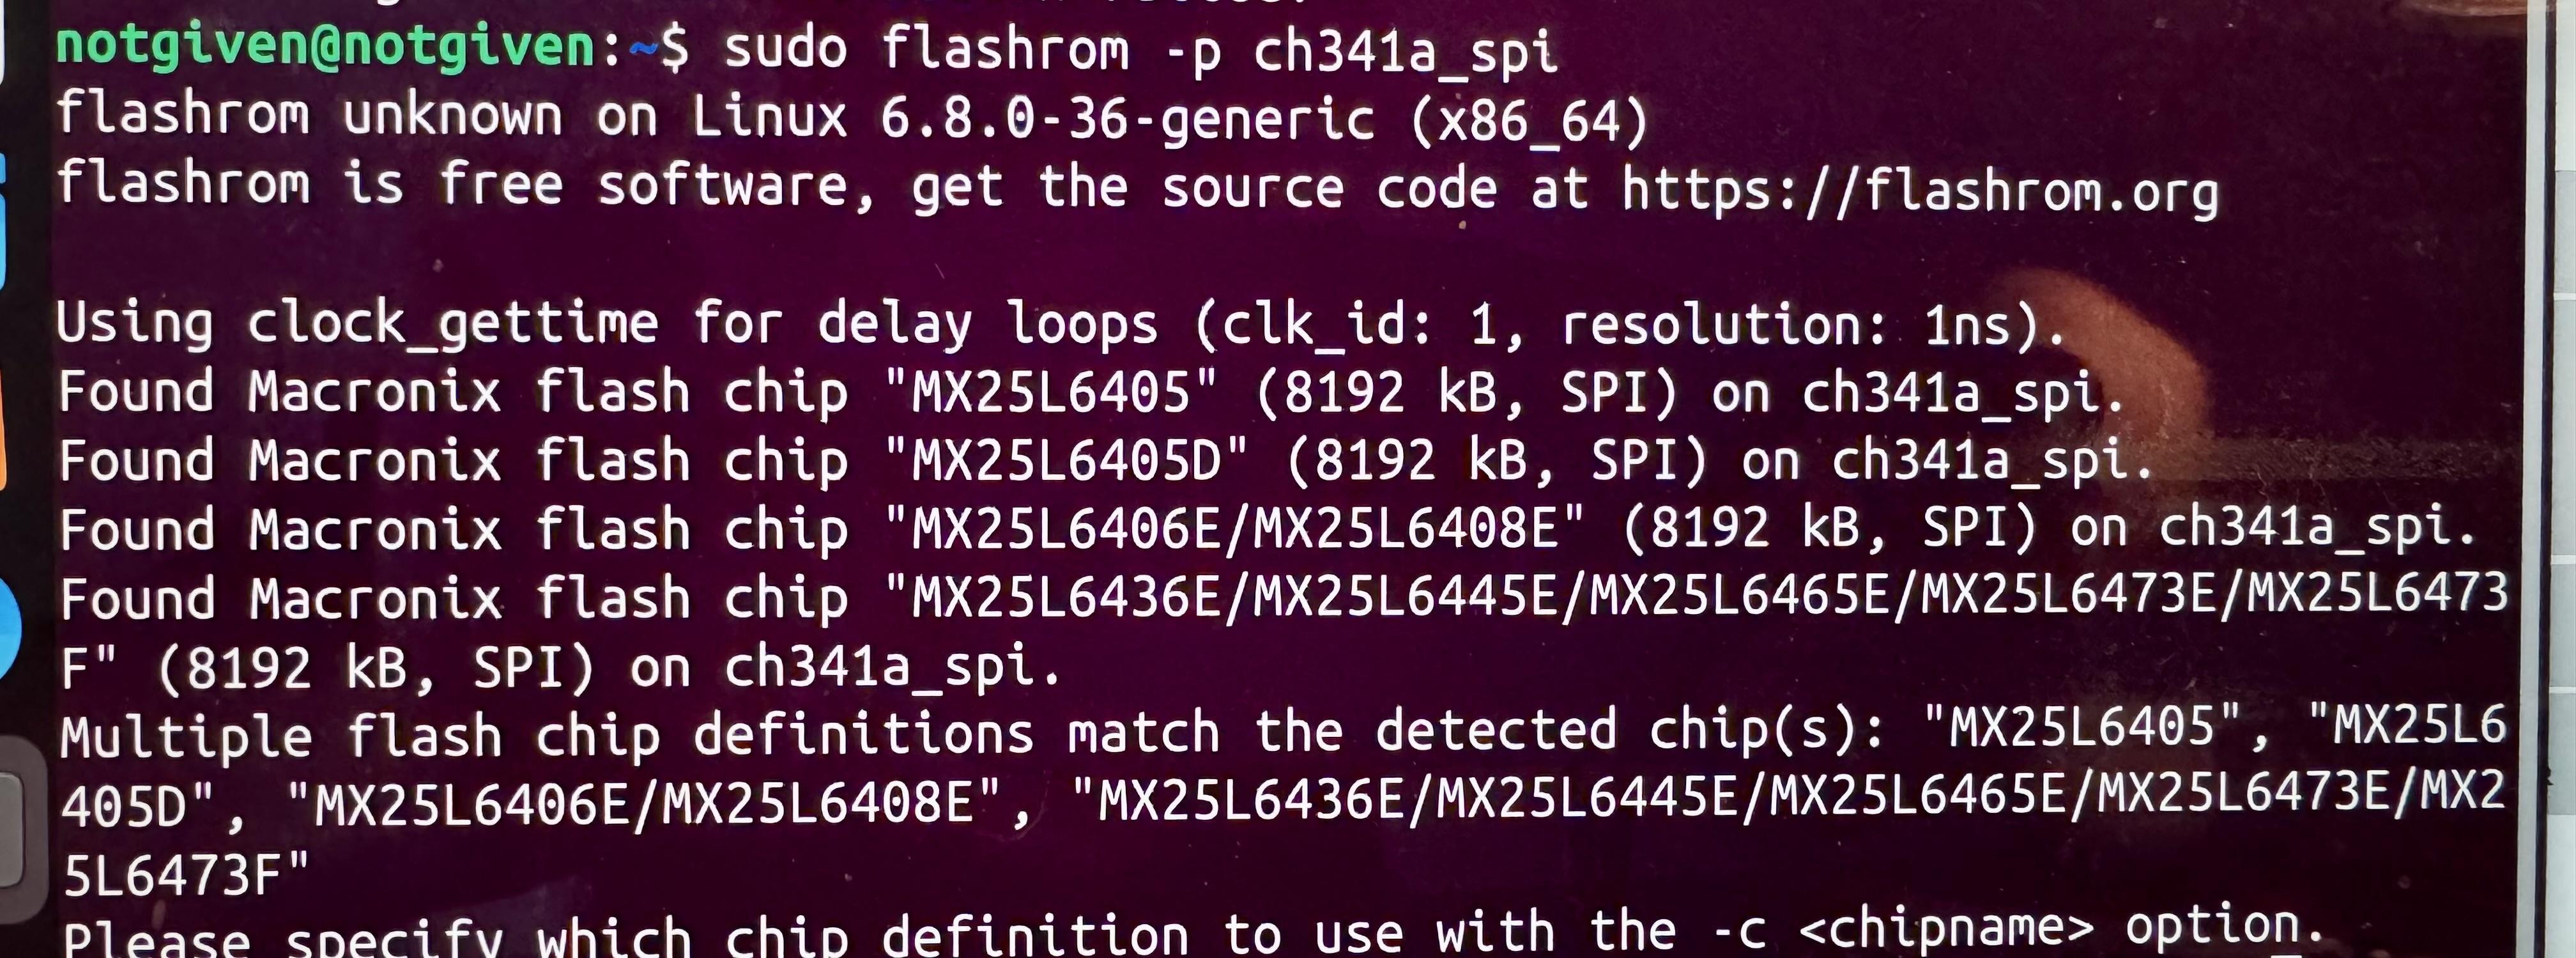 notgiven@notgiven:~$ sudo flashrom -p ch341a_spi
flashrom unknown on Linux 6.8.0-36-generic (x86_64)
flashrom is free software, get the source code at https://flashrom.org

Using clock_gettime for delay loops (clk_id: 1, resolution: 1ns).
Found Macronix flash chip "MX25L6405" (8192 kB, SPI) on ch341a_spi.
Found Macronix flash chip "MX25L6405D" (8192 kB, SPI) on ch341a_spi.
Found Macronix flash chip "MX25L6406E/MX25L6408E" (8192 kB, SPI) on ch341a_spi.
Found Macronix flash chip "MX25L6436E/MX25L6445E/MX25L6465E/MX25L6473E/MX25L6473
F" (8192 kB, SPI) on ch341a_spi.
Multiple flash chip definitions match the detected chip(s): "MX25L6405", "MX25L6
405D", "MX25L6406E/MX25L6408E", "MX25L6436E/MX25L6445E/MX25L6465E/MX25L6473E/MX2
5L6473F"
Please specify which chip definition to use with the -c <chipname> option.